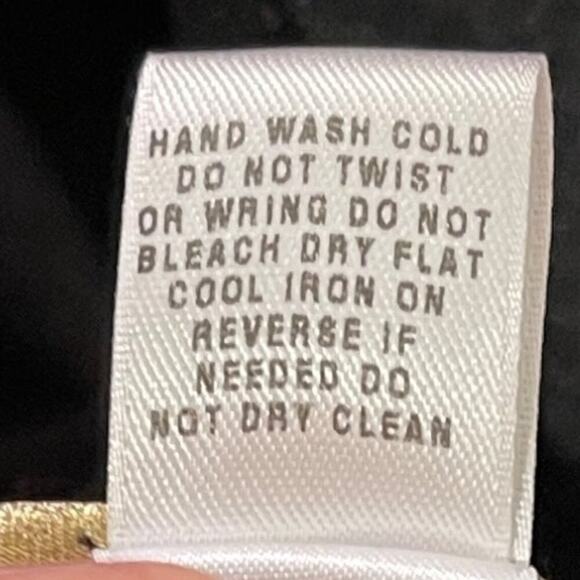 HAND WASH COLD
DO NOT TWIST
OR WRING DO NOT
BLEACH DRY FLAT
COOL IRON ON
REVERSE IF
NEEDED DO
NOT DRY CLEAN